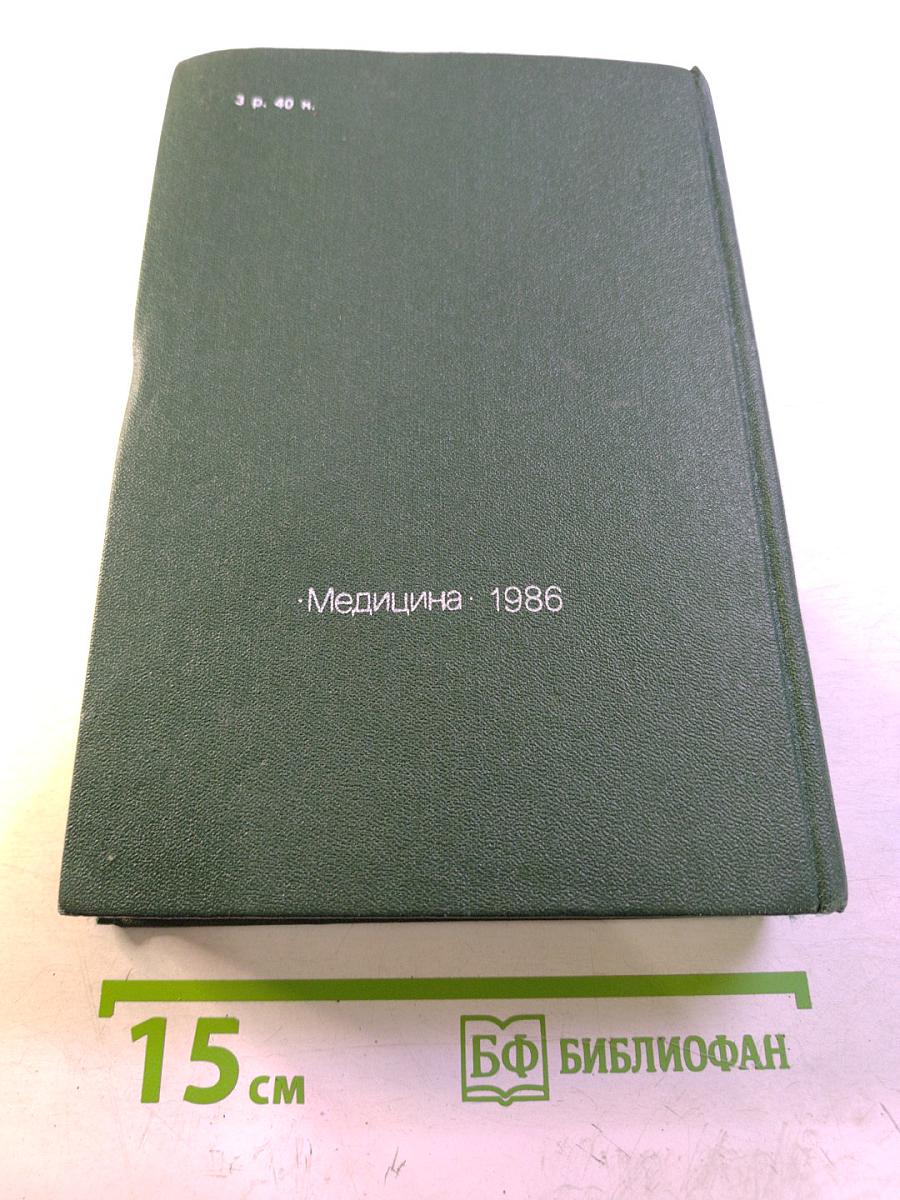 3 р. 40 к.
·Медицина· 1986
15 см
БФ БИБЛИОФАН